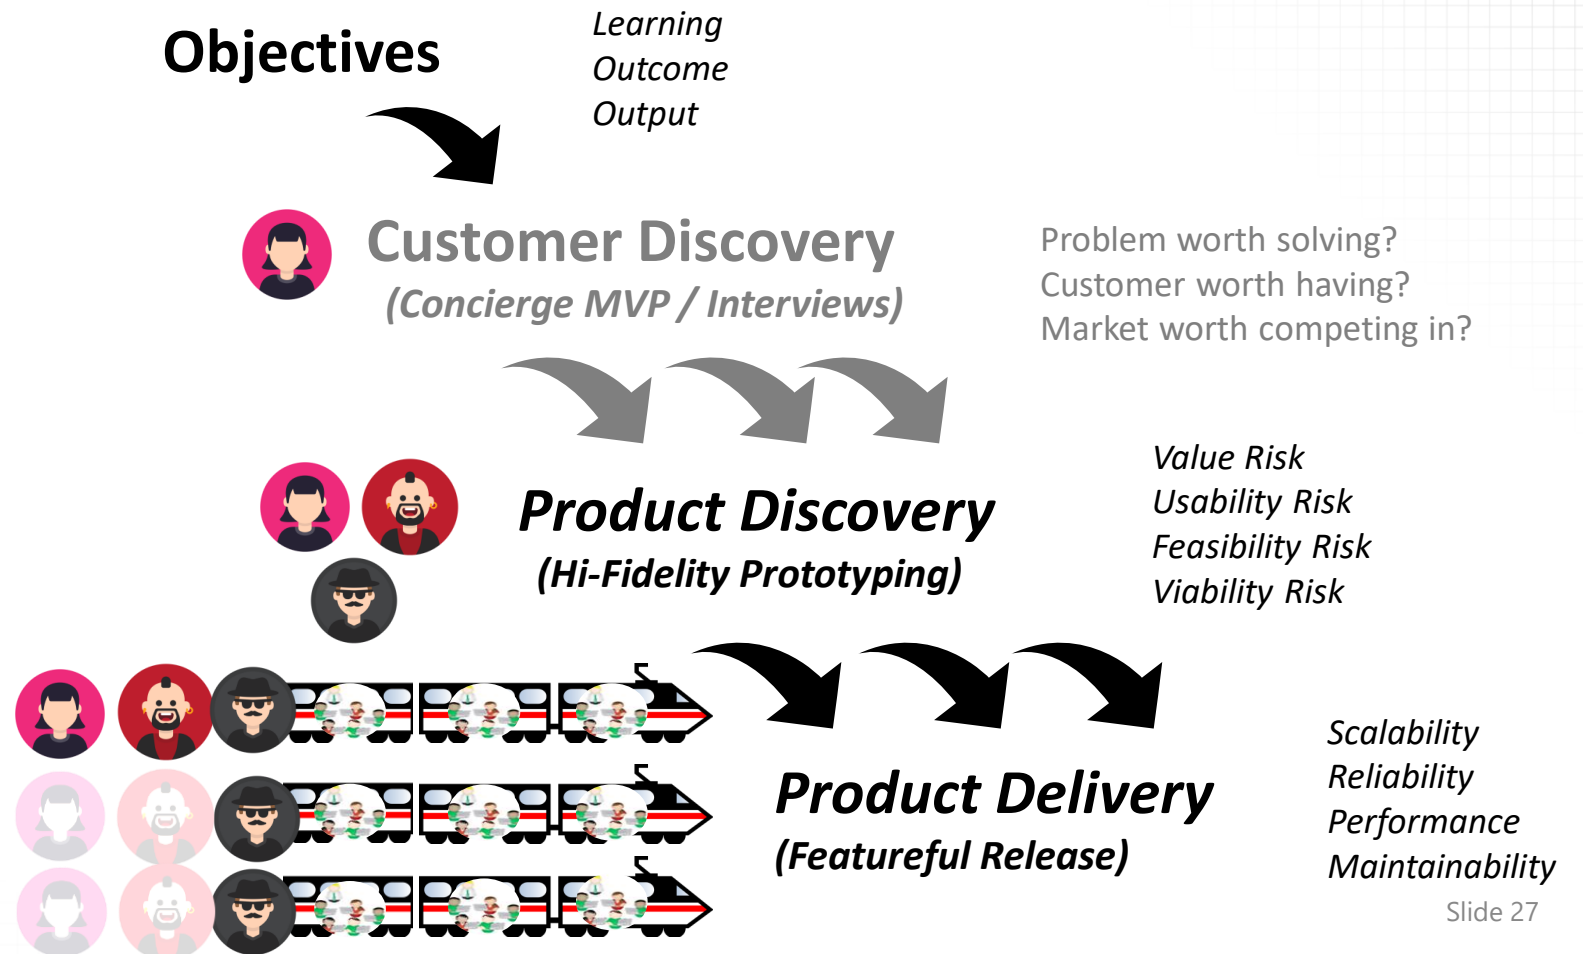 Objectives
Learning
Outcome
Output
Customer Discovery
(Concierge MVP / Interviews)
Problem worth solving?
Customer worth having?
Market worth competing in?
Product Discovery
(Hi-Fidelity Prototyping)
Value Risk
Usability Risk
Feasibility Risk
Viability Risk
Product Delivery
(Featureful Release)
Scalability
Reliability
Performance
Maintainability
Slide 27